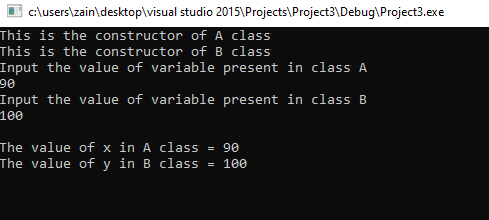 c:\users\zain\desktop\visual studio 2015\Projects\Project3\Debug\Project3.exe
This is the constructor of A class
This is the constructor of B class
Input the value of variable present in class A
90
Input the value of variable present in class B
100
The value of x in A class = 90
The value of y in B class = 100